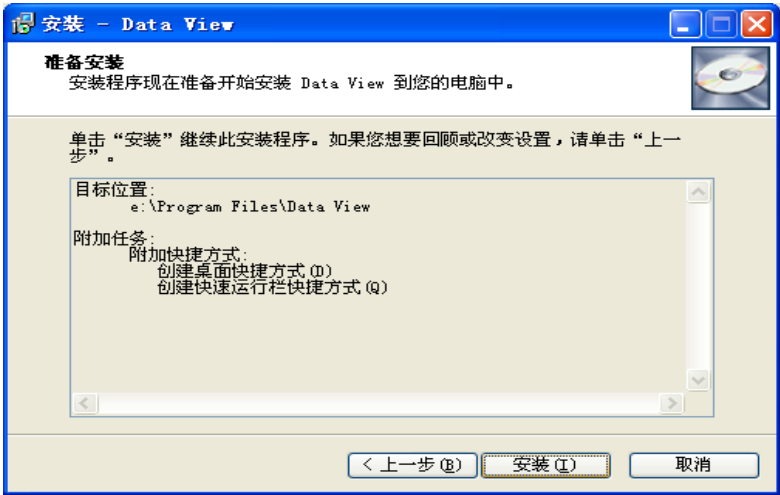 安装 - Data View
准备安装
安装程序现在准备开始安装 Data View 到您的电脑中。
单击“安装”继续此安装程序。如果您想要回顾或改变设置，请单击“上一
步”。
目标位置:
e:\Program Files\Data View
附加任务:
附加快捷方式:
创建桌面快捷方式(D)
创建快速运行栏快捷方式(Q)
< 上一步(B)
安装(I)
取消